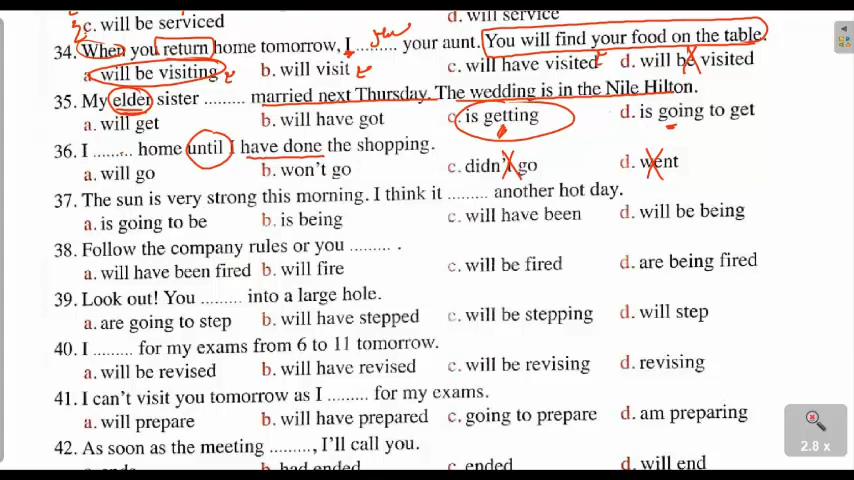 c. will be serviced d. will service
34. When you return home tomorrow, I ......... your aunt. You will find your food on the table.
a. will be visiting b. will visit c. will have visited d. will be visited
35. My elder sister ......... married next Thursday. The wedding is in the Nile Hilton.
a. will get b. will have got c. is getting d. is going to get
36. I ......... home until I have done the shopping.
a. will go b. won't go c. didn't go d. went
37. The sun is very strong this morning. I think it ......... another hot day.
a. is going to be b. is being c. will have been d. will be being
38. Follow the company rules or you ......... .
a. will have been fired b. will fire c. will be fired d. are being fired
39. Look out! You ......... into a large hole.
a. are going to step b. will have stepped c. will be stepping d. will step
40. I ......... for my exams from 6 to 11 tomorrow.
a. will be revised b. will have revised c. will be revising d. revising
41. I can't visit you tomorrow as I ......... for my exams.
a. will prepare b. will have prepared c. going to prepare d. am preparing
42. As soon as the meeting ........., I'll call you.
a. ends b. had ended c. ended d. will end
2.8 x